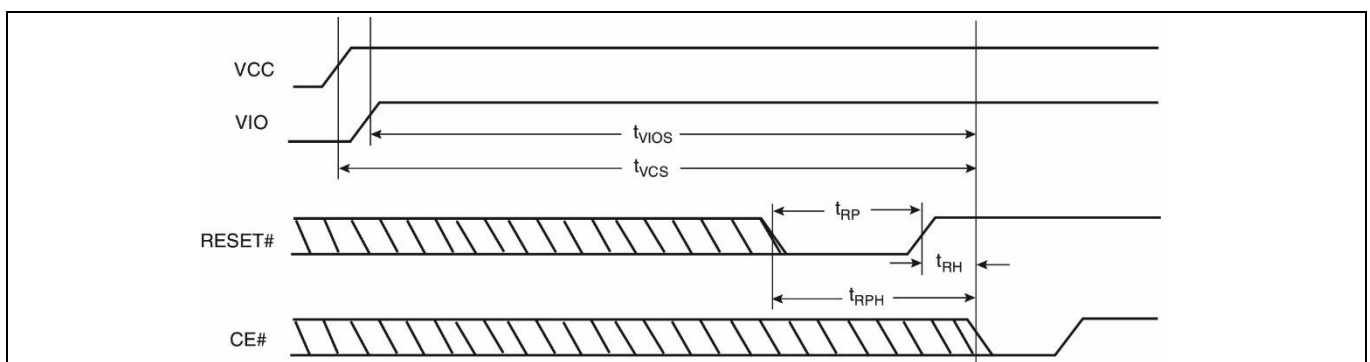 VCC
VIO
tVIOS
tVCS
tRP
RESET#
tRH
tRPH
CE#